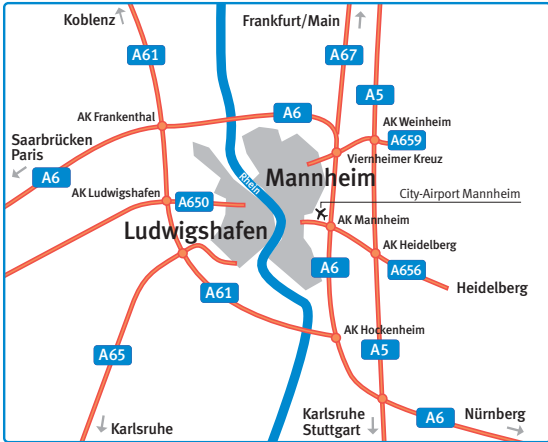 Koblenz
Frankfurt/Main
A61
A67
A5
A6
AK Frankenthal
AK Weinheim
A659
Saarbrücken
Paris
Viernheimer Kreuz
A6
Rhein
Mannheim
AK Ludwigshafen
A650
City-Airport Mannheim
AK Mannheim
Ludwigshafen
AK Heidelberg
A6
A656
A61
Heidelberg
AK Hockenheim
A65
A5
Karlsruhe
Karlsruhe
Stuttgart
A6
Nürnberg